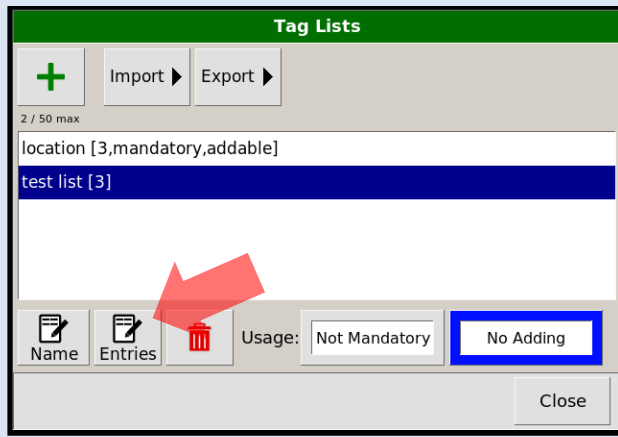 Tag Lists
Import Export
2 / 50 max
location [3,mandatory,addable]
test list [3]
Name Entries Usage: Not Mandatory No Adding
Close